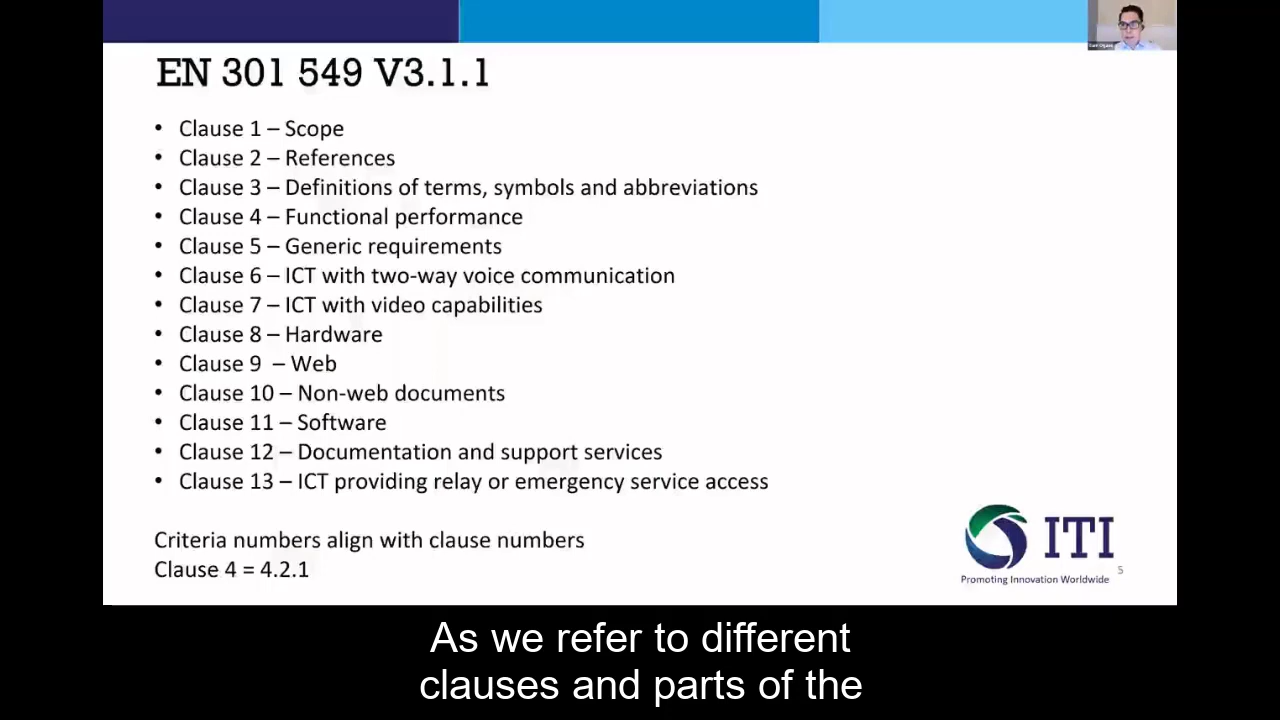 EN 301 549 V3.1.1
• Clause 1 – Scope
• Clause 2 – References
• Clause 3 – Definitions of terms, symbols and abbreviations
• Clause 4 – Functional performance
• Clause 5 – Generic requirements
• Clause 6 – ICT with two-way voice communication
• Clause 7 – ICT with video capabilities
• Clause 8 – Hardware
• Clause 9 – Web
• Clause 10 – Non-web documents
• Clause 11 – Software
• Clause 12 – Documentation and support services
• Clause 13 – ICT providing relay or emergency service access
Criteria numbers align with clause numbers
Clause 4 = 4.2.1
ITI
Promoting Innovation Worldwide
5
As we refer to different
clauses and parts of the